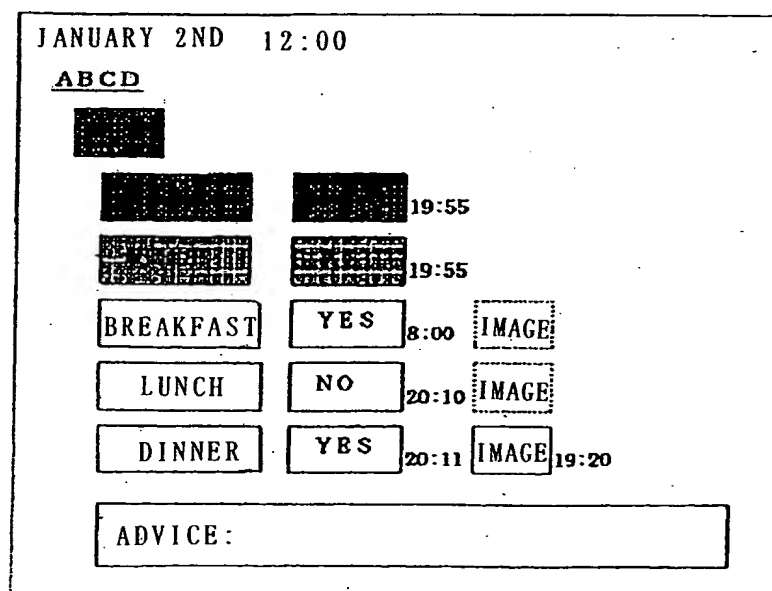 JANUARY 2ND 12:00
ABCD
19:55
19:55
BREAKFAST YES 8:00 IMAGE
LUNCH NO 20:10 IMAGE
DINNER YES 20:11 IMAGE 19:20
ADVICE: